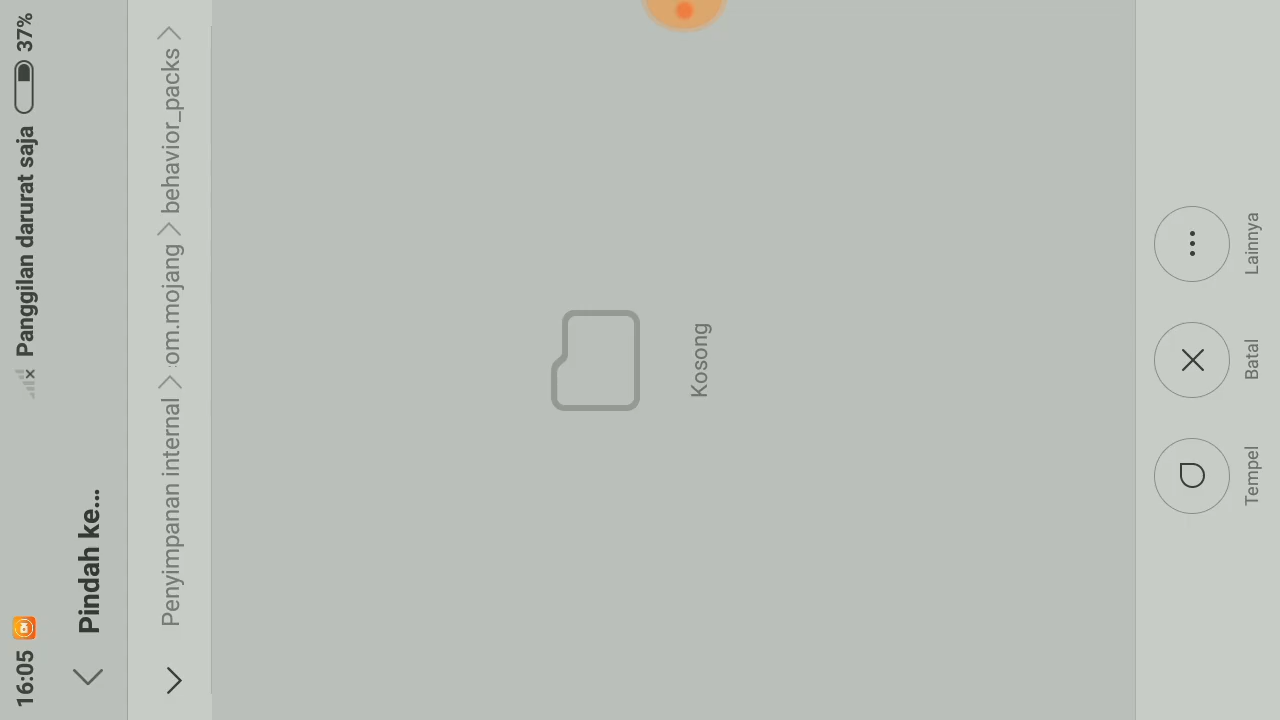 16:05
Panggilan darurat saja
37%
Pindah ke...
Penyimpanan internal > :om.mojang > behavior_packs >
Kosong
Tempel
Batal
Lainnya